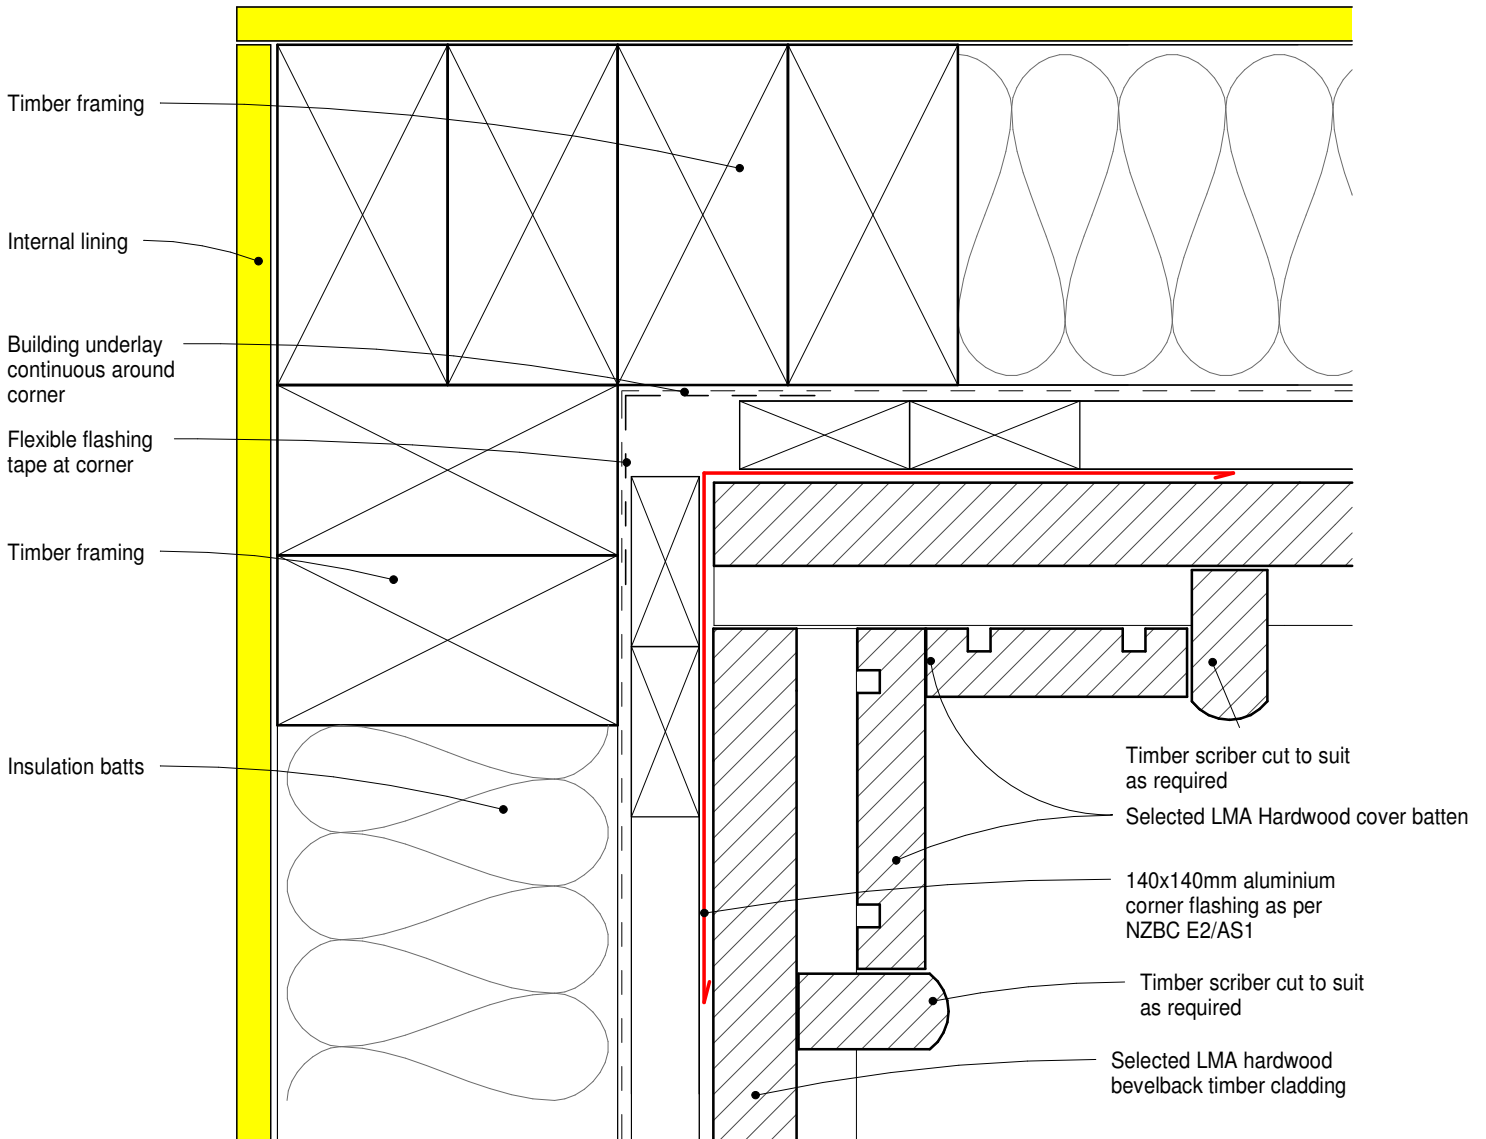 Timber framing
Internal lining
Building underlay
continuous around
corner
Flexible flashing
tape at corner
Timber framing
Insulation batts
Timber scriber cut to suit
as required
Selected LMA Hardwood cover batten
140x140mm aluminium
corner flashing as per
NZBC E2/AS1
Timber scriber cut to suit
as required
Selected LMA hardwood
bevelback timber cladding